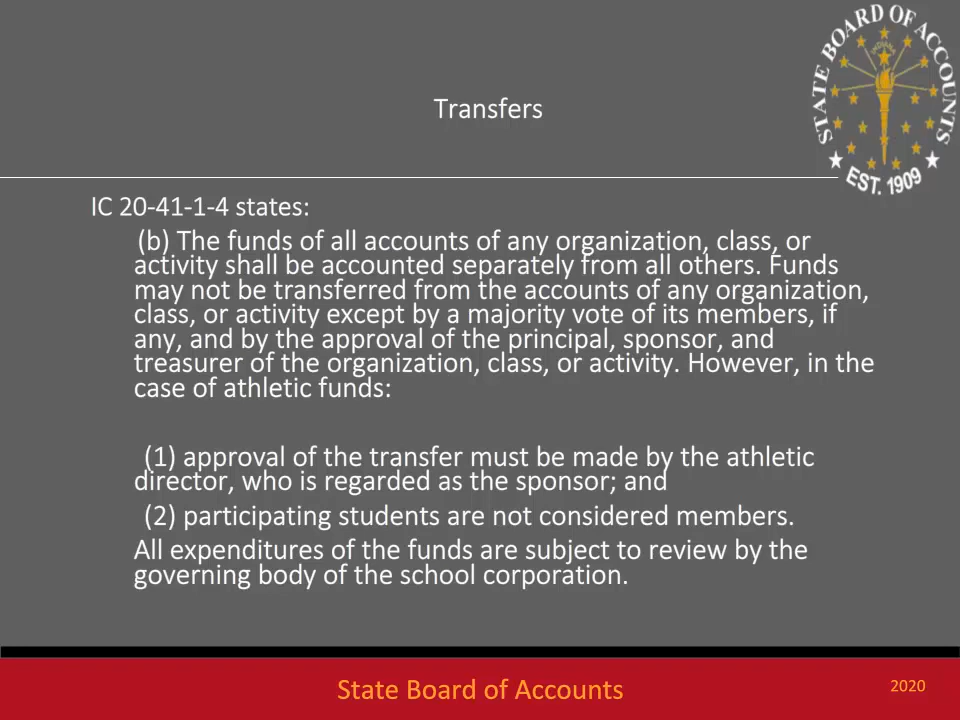 STATE BOARD OF ACCOUNTS
INDIANA
EST. 1909
Transfers
IC 20-41-1-4 states:
(b) The funds of all accounts of any organization, class, or
activity shall be accounted separately from all others. Funds
may not be transferred from the accounts of any organization,
class, or activity except by a majority vote of its members, if
any, and by the approval of the principal, sponsor, and
treasurer of the organization, class, or activity. However, in the
case of athletic funds:
(1) approval of the transfer must be made by the athletic
director, who is regarded as the sponsor; and
(2) participating students are not considered members.
All expenditures of the funds are subject to review by the
governing body of the school corporation.
State Board of Accounts
2020